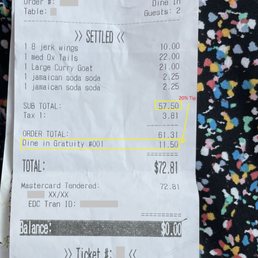 Order #:
Dine In
Table:
Guests: 2
>> SETTLED <<
1 8 jerk wings 10.00
1 med Ox Tails 22.00
1 Large Curry Goat 21.00
1 jamaican soda soda 2.25
1 jamaican soda soda 2.25
SUB TOTAL: 57.50
20% Tip
Tax 1: 3.81
ORDER TOTAL: 61.31
Dine in Gratuity #001 11.50
TOTAL: $72.81
Mastercard Tendered: 72.81
XX/XX
EDC Tran ID:
Balance: $0.00
>> Ticket #: <<